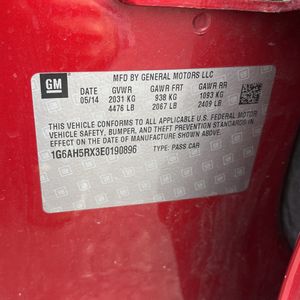 MFD BY GENERAL MOTORS LLC
GM
DATE GVWR GAWR FRT GAWR RR
05/14 2031 KG 938 KG 1093 KG
4476 LB 2067 LB 2409 LB
THIS VEHICLE CONFORMS TO ALL APPLICABLE U.S. FEDERAL MOTOR
VEHICLE SAFETY, BUMPER, AND THEFT PREVENTION STANDARDS IN
EFFECT ON THE DATE OF MANUFACTURE SHOWN ABOVE.
1G6AH5RX3E0190896 TYPE: PASS CAR